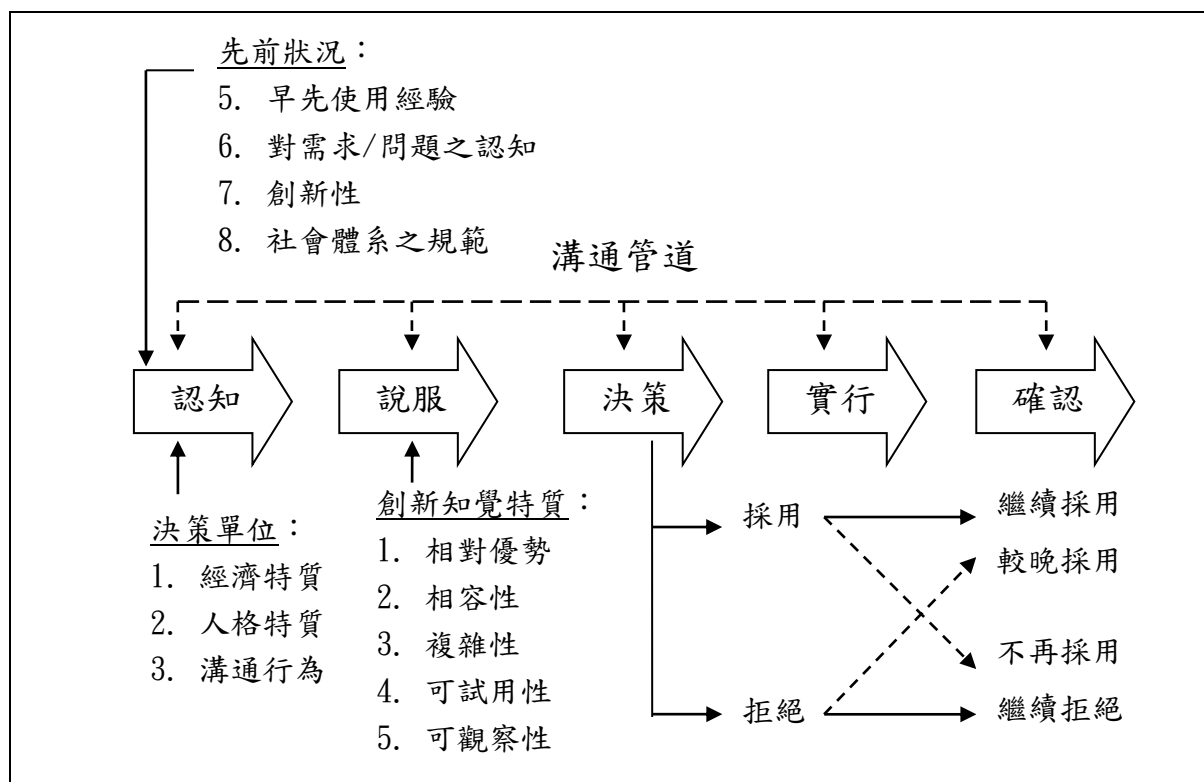 先前狀況：
5. 早先使用經驗
6. 對需求/問題之認知
7. 創新性
8. 社會體系之規範
溝通管道
認知
說服
決策
實行
確認
決策單位：
1. 經濟特質
2. 人格特質
3. 溝通行為
創新知覺特質：
1. 相對優勢
2. 相容性
3. 複雜性
4. 可試用性
5. 可觀察性
採用
拒絕
繼續採用
較晚採用
不再採用
繼續拒絕